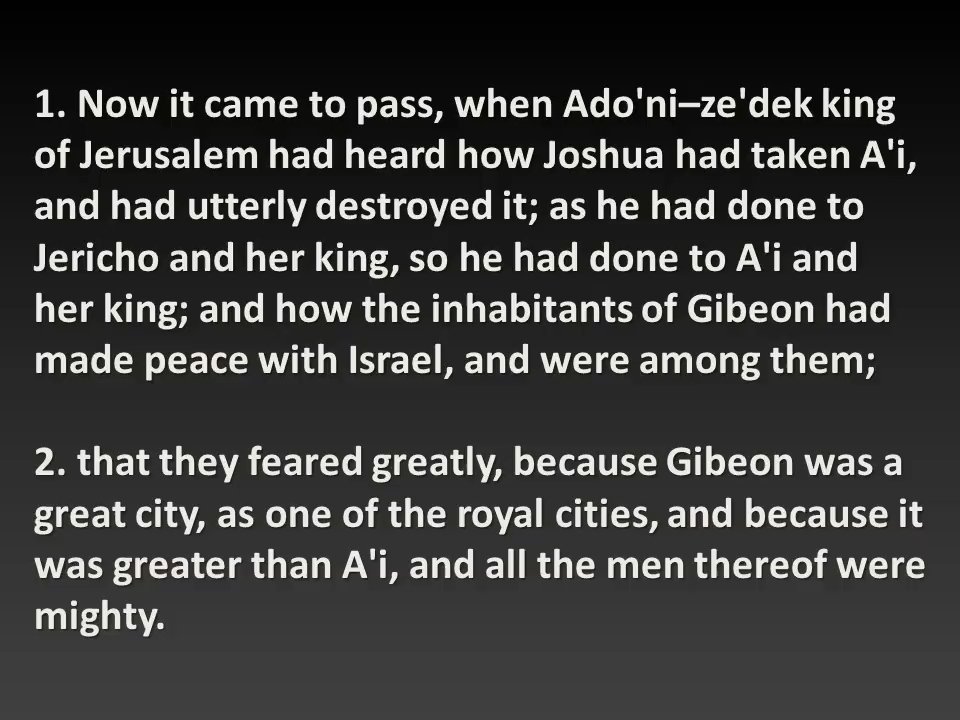 1. Now it came to pass, when Ado'ni–ze'dek king
of Jerusalem had heard how Joshua had taken A'i,
and had utterly destroyed it; as he had done to
Jericho and her king, so he had done to A'i and
her king; and how the inhabitants of Gibeon had
made peace with Israel, and were among them;
2. that they feared greatly, because Gibeon was a
great city, as one of the royal cities, and because it
was greater than A'i, and all the men thereof were
mighty.